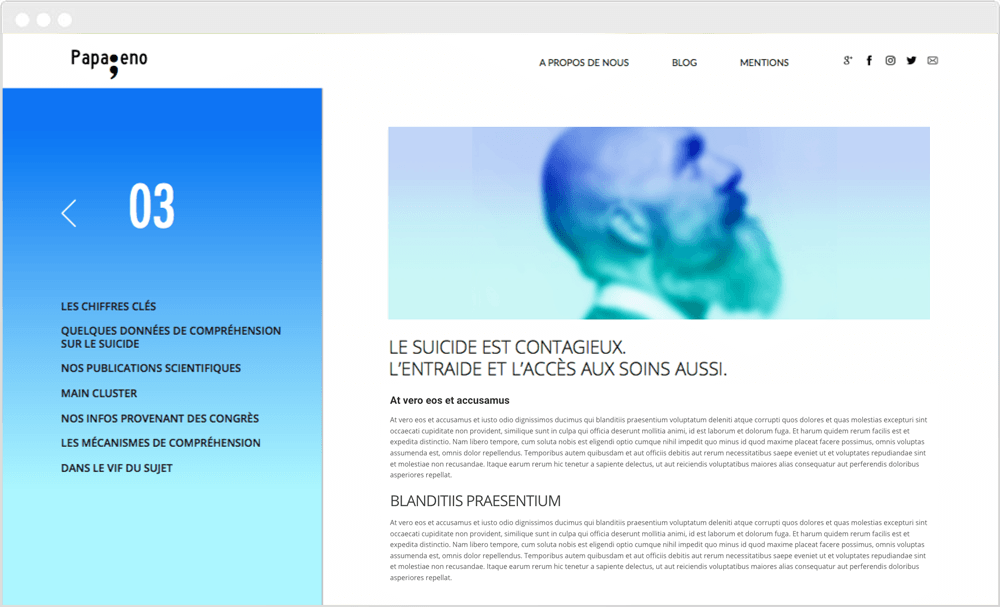 Papa;eno
A PROPOS DE NOUS
BLOG
MENTIONS
03
LES CHIFFRES CLÉS
QUELQUES DONNÉES DE COMPRÉHENSION
SUR LE SUICIDE
NOS PUBLICATIONS SCIENTIFIQUES
MAIN CLUSTER
NOS INFOS PROVENANT DES CONGRÈS
LES MÉCANISMES DE COMPRÉHENSION
DANS LE VIF DU SUJET
LE SUICIDE EST CONTAGIEUX.
L'ENTRAIDE ET L'ACCÈS AUX SOINS AUSSI.
At vero eos et accusamus
At vero eos et accusamus et iusto odio dignissimos ducimus qui blanditiis praesentium voluptatum deleniti atque corrupti quos dolores et quas molestias excepturi sint
occaecati cupiditate non provident, similique sunt in culpa qui officia deserunt mollitia animi, id est laborum et dolorum fuga. Et harum quidem rerum facilis est et
expedita distinctio. Nam libero tempore, cum soluta nobis est eligendi optio cumque nihil impedit quo minus id quod maxime placeat facere possimus, omnis voluptas
assumenda est, omnis dolor repellendus. Temporibus autem quibusdam et aut officiis debitis aut rerum necessitatibus saepe eveniet ut et voluptates repudiandae sint
et molestiae non recusandae. Itaque earum rerum hic tenetur a sapiente delectus, ut aut reiciendis voluptatibus maiores alias consequatur aut perferendis doloribus
asperiores repellat.
BLANDITIIS PRAESENTIUM
At vero eos et accusamus et iusto odio dignissimos ducimus qui blanditiis praesentium voluptatum deleniti atque corrupti quos dolores et quas molestias excepturi sint
occaecati cupiditate non provident, similique sunt in culpa qui officia deserunt mollitia animi, id est laborum et dolorum fuga. Et harum quidem rerum facilis est et
expedita distinctio. Nam libero tempore, cum soluta nobis est eligendi optio cumque nihil impedit quo minus id quod maxime placeat facere possimus, omnis voluptas
assumenda est, omnis dolor repellendus. Temporibus autem quibusdam et aut officiis debitis aut rerum necessitatibus saepe eveniet ut et voluptates repudiandae sint
et molestiae non recusandae. Itaque earum rerum hic tenetur a sapiente delectus, ut aut reiciendis voluptatibus maiores alias consequatur aut perferendis doloribus
asperiores repellat.